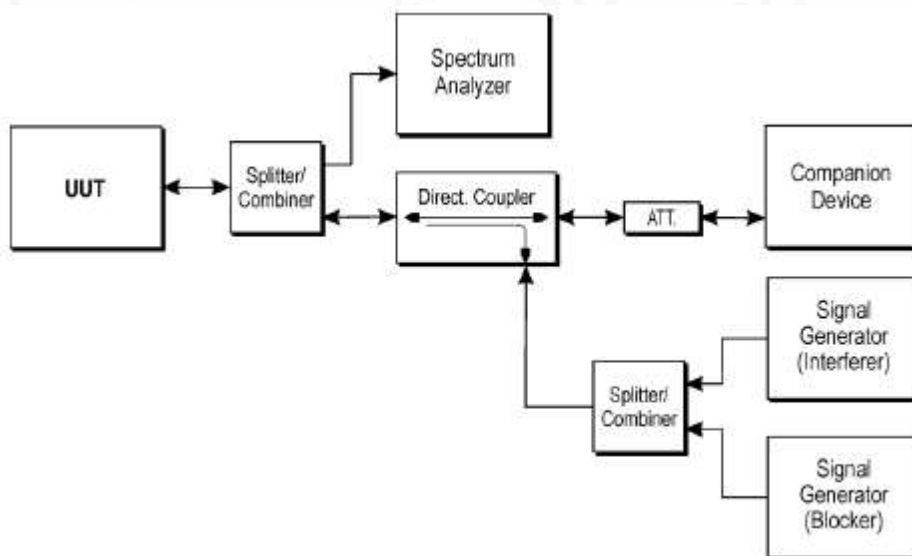 Spectrum
Analyzer
UUT
Splitter/
Combiner
Direct. Coupler
ATT.
Companion
Device
Signal
Generator
(Interferer)
Splitter/
Combiner
Signal
Generator
(Blocker)